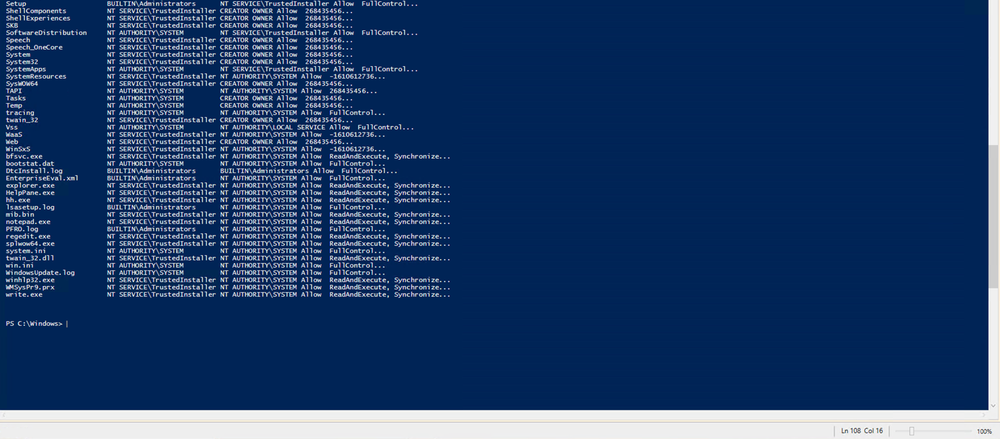 Setup BUILTIN\Administrators NT SERVICE\TrustedInstaller Allow FullControl...
ShellComponents NT SERVICE\TrustedInstaller CREATOR OWNER Allow 268435456...
ShellExperiences NT SERVICE\TrustedInstaller CREATOR OWNER Allow 268435456...
SKB NT SERVICE\TrustedInstaller CREATOR OWNER Allow 268435456...
SoftwareDistribution NT AUTHORITY\SYSTEM NT SERVICE\TrustedInstaller Allow FullControl...
Speech NT SERVICE\TrustedInstaller CREATOR OWNER Allow 268435456...
Speech_OneCore NT SERVICE\TrustedInstaller CREATOR OWNER Allow 268435456...
System NT SERVICE\TrustedInstaller CREATOR OWNER Allow 268435456...
System32 NT SERVICE\TrustedInstaller CREATOR OWNER Allow 268435456...
SystemApps NT AUTHORITY\SYSTEM NT SERVICE\TrustedInstaller Allow FullControl...
SystemResources NT SERVICE\TrustedInstaller NT AUTHORITY\SYSTEM Allow -1610612736...
SysWOW64 NT SERVICE\TrustedInstaller CREATOR OWNER Allow 268435456...
TAPI NT AUTHORITY\SYSTEM NT AUTHORITY\SYSTEM Allow 268435456...
Tasks NT AUTHORITY\SYSTEM CREATOR OWNER Allow 268435456...
Temp NT AUTHORITY\SYSTEM CREATOR OWNER Allow 268435456...
tracing NT AUTHORITY\SYSTEM NT AUTHORITY\SYSTEM Allow FullControl...
twain_32 NT SERVICE\TrustedInstaller CREATOR OWNER Allow 268435456...
Vss NT AUTHORITY\SYSTEM NT AUTHORITY\LOCAL SERVICE Allow FullControl...
WaaS NT SERVICE\TrustedInstaller NT AUTHORITY\SYSTEM Allow -1610612736...
Web NT SERVICE\TrustedInstaller CREATOR OWNER Allow 268435456...
WinSxS NT SERVICE\TrustedInstaller NT AUTHORITY\SYSTEM Allow -1610612736...
bfsvc.exe NT SERVICE\TrustedInstaller NT AUTHORITY\SYSTEM Allow ReadAndExecute, Synchronize...
bootstat.dat NT AUTHORITY\SYSTEM NT AUTHORITY\SYSTEM Allow FullControl...
DtcInstall.log BUILTIN\Administrators BUILTIN\Administrators Allow FullControl...
EnterpriseEval.xml BUILTIN\Administrators NT AUTHORITY\SYSTEM Allow FullControl...
explorer.exe NT SERVICE\TrustedInstaller NT AUTHORITY\SYSTEM Allow ReadAndExecute, Synchronize...
HelpPane.exe NT SERVICE\TrustedInstaller NT AUTHORITY\SYSTEM Allow ReadAndExecute, Synchronize...
hh.exe NT SERVICE\TrustedInstaller NT AUTHORITY\SYSTEM Allow ReadAndExecute, Synchronize...
lsasetup.log BUILTIN\Administrators NT AUTHORITY\SYSTEM Allow FullControl...
mib.bin NT SERVICE\TrustedInstaller NT AUTHORITY\SYSTEM Allow ReadAndExecute, Synchronize...
notepad.exe NT SERVICE\TrustedInstaller NT AUTHORITY\SYSTEM Allow ReadAndExecute, Synchronize...
PFRO.log BUILTIN\Administrators NT AUTHORITY\SYSTEM Allow FullControl...
regedit.exe NT SERVICE\TrustedInstaller NT AUTHORITY\SYSTEM Allow ReadAndExecute, Synchronize...
splwow64.exe NT SERVICE\TrustedInstaller NT AUTHORITY\SYSTEM Allow ReadAndExecute, Synchronize...
system.ini NT AUTHORITY\SYSTEM NT AUTHORITY\SYSTEM Allow FullControl...
twain_32.dll NT SERVICE\TrustedInstaller NT AUTHORITY\SYSTEM Allow ReadAndExecute, Synchronize...
win.ini NT AUTHORITY\SYSTEM NT AUTHORITY\SYSTEM Allow FullControl...
WindowsUpdate.log NT AUTHORITY\SYSTEM NT AUTHORITY\SYSTEM Allow FullControl...
winhlp32.exe NT SERVICE\TrustedInstaller NT AUTHORITY\SYSTEM Allow ReadAndExecute, Synchronize...
WMSysPr9.prx NT SERVICE\TrustedInstaller NT AUTHORITY\SYSTEM Allow ReadAndExecute, Synchronize...
write.exe NT SERVICE\TrustedInstaller NT AUTHORITY\SYSTEM Allow ReadAndExecute, Synchronize...
PS C:\Windows>
Ln 108 Col 16 100%